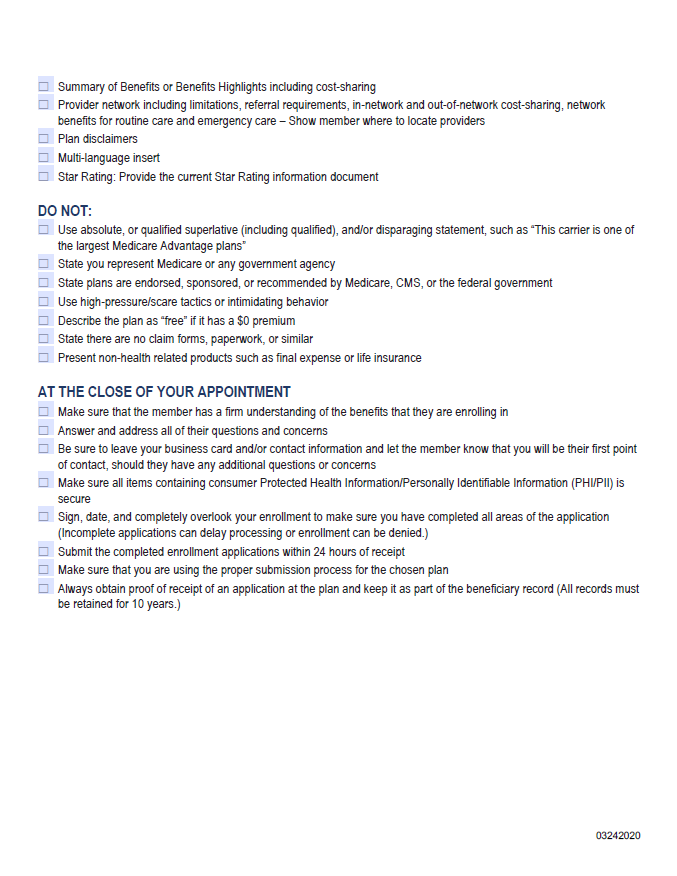 ☐ Summary of Benefits or Benefits Highlights including cost-sharing
☐ Provider network including limitations, referral requirements, in-network and out-of-network cost-sharing, network
benefits for routine care and emergency care – Show member where to locate providers
☐ Plan disclaimers
☐ Multi-language insert
☐ Star Rating: Provide the current Star Rating information document
DO NOT:
☐ Use absolute, or qualified superlative (including qualified), and/or disparaging statement, such as “This carrier is one of
the largest Medicare Advantage plans”
☐ State you represent Medicare or any government agency
☐ State plans are endorsed, sponsored, or recommended by Medicare, CMS, or the federal government
☐ Use high-pressure/scare tactics or intimidating behavior
☐ Describe the plan as “free” if it has a $0 premium
☐ State there are no claim forms, paperwork, or similar
☐ Present non-health related products such as final expense or life insurance
AT THE CLOSE OF YOUR APPOINTMENT
☐ Make sure that the member has a firm understanding of the benefits that they are enrolling in
☐ Answer and address all of their questions and concerns
☐ Be sure to leave your business card and/or contact information and let the member know that you will be their first point
of contact, should they have any additional questions or concerns
☐ Make sure all items containing consumer Protected Health Information/Personally Identifiable Information (PHI/PII) is
secure
☐ Sign, date, and completely overlook your enrollment to make sure you have completed all areas of the application
(Incomplete applications can delay processing or enrollment can be denied.)
☐ Submit the completed enrollment applications within 24 hours of receipt
☐ Make sure that you are using the proper submission process for the chosen plan
☐ Always obtain proof of receipt of an application at the plan and keep it as part of the beneficiary record (All records must
be retained for 10 years.)
03242020